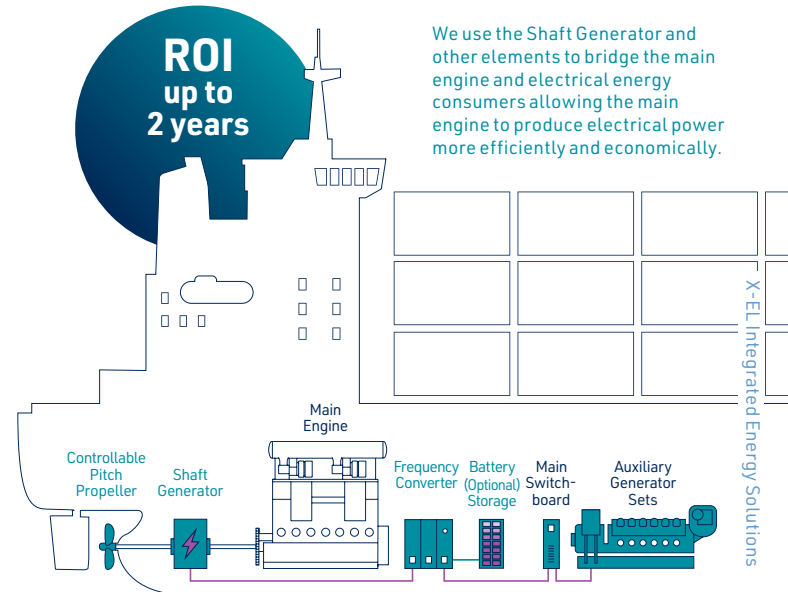 ROI
up to
2 years
We use the Shaft Generator and
other elements to bridge the main
engine and electrical energy
consumers allowing the main
engine to produce electrical power
more efficiently and economically.
X-EL Integrated Energy Solutions
Main
Engine
Controllable
Pitch
Propeller
Shaft
Generator
Frequency
Converter
Battery
(Optional)
Storage
Main
Switch-
board
Auxiliary
Generator
Sets